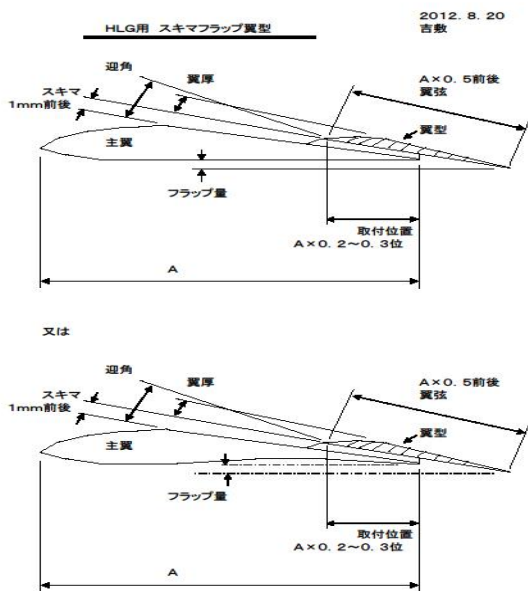 HLG用 スキマフラップ翼型
2012. 8. 20
吉敷
迎角
翼厚
スキマ
1mm前後
A×0. 5前後
翼弦
翼型
主翼
フラップ量
取付位置
A×0. 2～0. 3位
A
又は
迎角
翼厚
スキマ
1mm前後
A×0. 5前後
翼弦
翼型
主翼
フラップ量
取付位置
A×0. 2～0. 3位
A